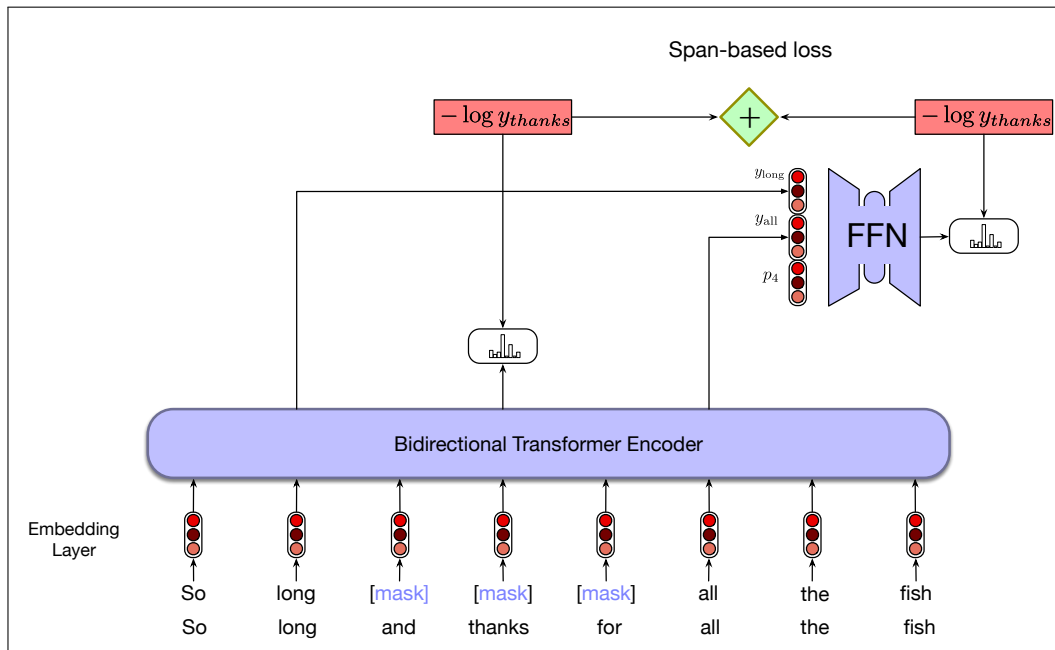 Span-based loss
− log y_thanks
+
− log y_thanks
y_long
y_all
FFN
p_4
Bidirectional Transformer Encoder
Embedding
Layer
So long [mask] [mask] [mask] all the fish
So long and thanks for all the fish